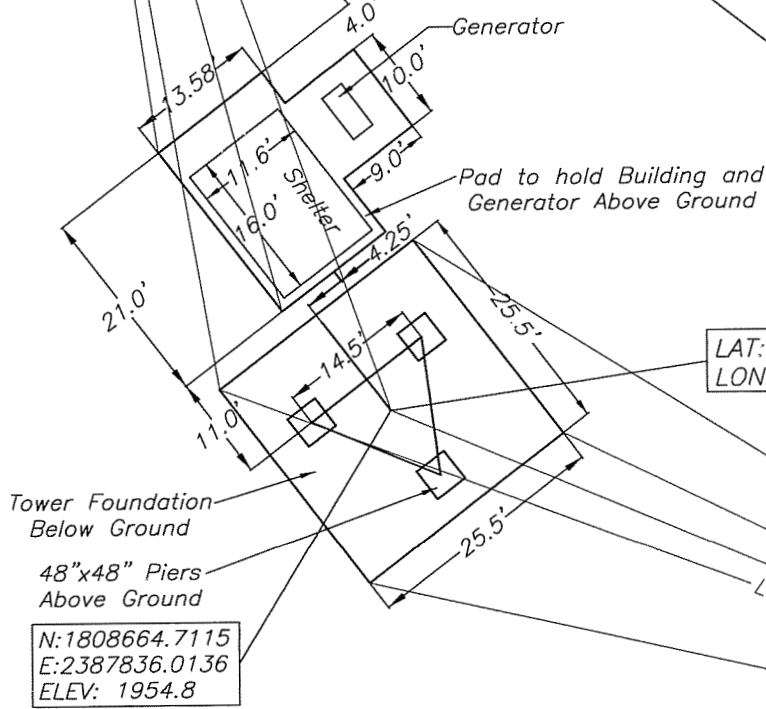 4.0'
Generator
13.58'
10.0'
11.6'
Shelter
16.0'
9.0'
Pad to hold Building and
Generator Above Ground
4.25'
21.0'
25.5'
14.5'
LAT:
LON
11.0'
Tower Foundation
Below Ground
25.5'
48"x48" Piers
Above Ground
L
N:1808664.7115
E:2387836.0136
ELEV: 1954.8